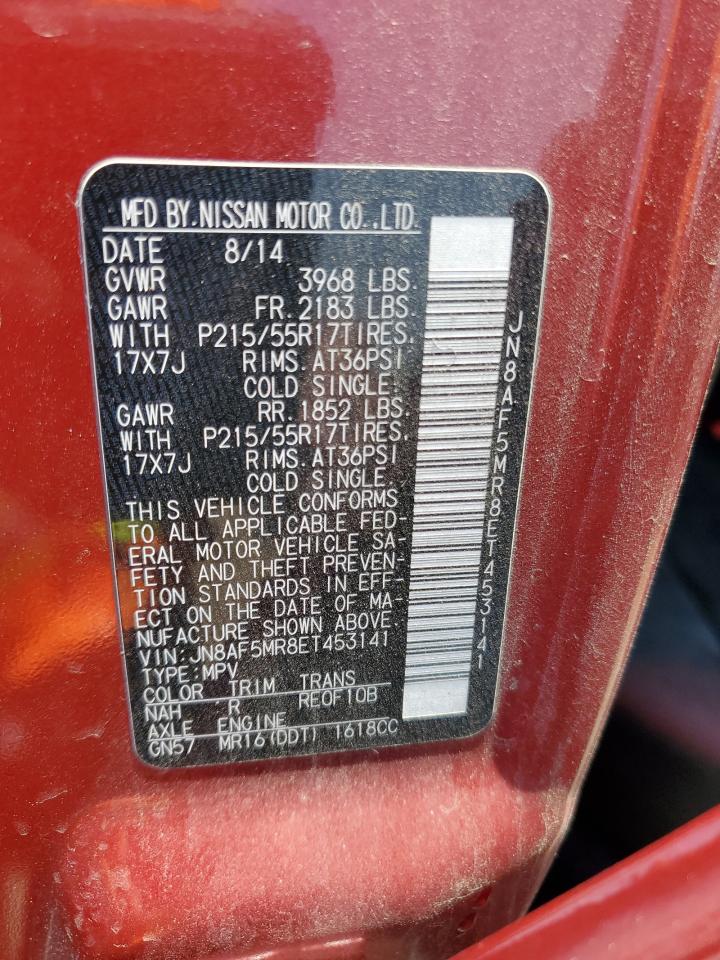 MFD BY.NISSAN MOTOR CO.,LTD.
DATE 8/14
GVWR 3968 LBS.
GAWR FR.2183 LBS.
WITH P215/55R17TIRES.
17X7J RIMS.AT36PSI
COLD SINGLE.
GAWR RR.1852 LBS.
WITH P215/55R17TIRES.
17X7J RIMS.AT36PSI
COLD SINGLE.
THIS VEHICLE CONFORMS
TO ALL APPLICABLE FED-
ERAL MOTOR VEHICLE SA-
FETY AND THEFT PREVEN-
TION STANDARDS IN EFF-
ECT ON THE DATE OF MA-
NUFACTURE SHOWN ABOVE.
VIN:JN8AF5MR8ET453141
TYPE:MPV
COLOR TRIM TRANS
NAH R RE0F10B
AXLE ENGINE
GN57 MR16(DDT) 1618CC
JN8AF5MR8ET453141